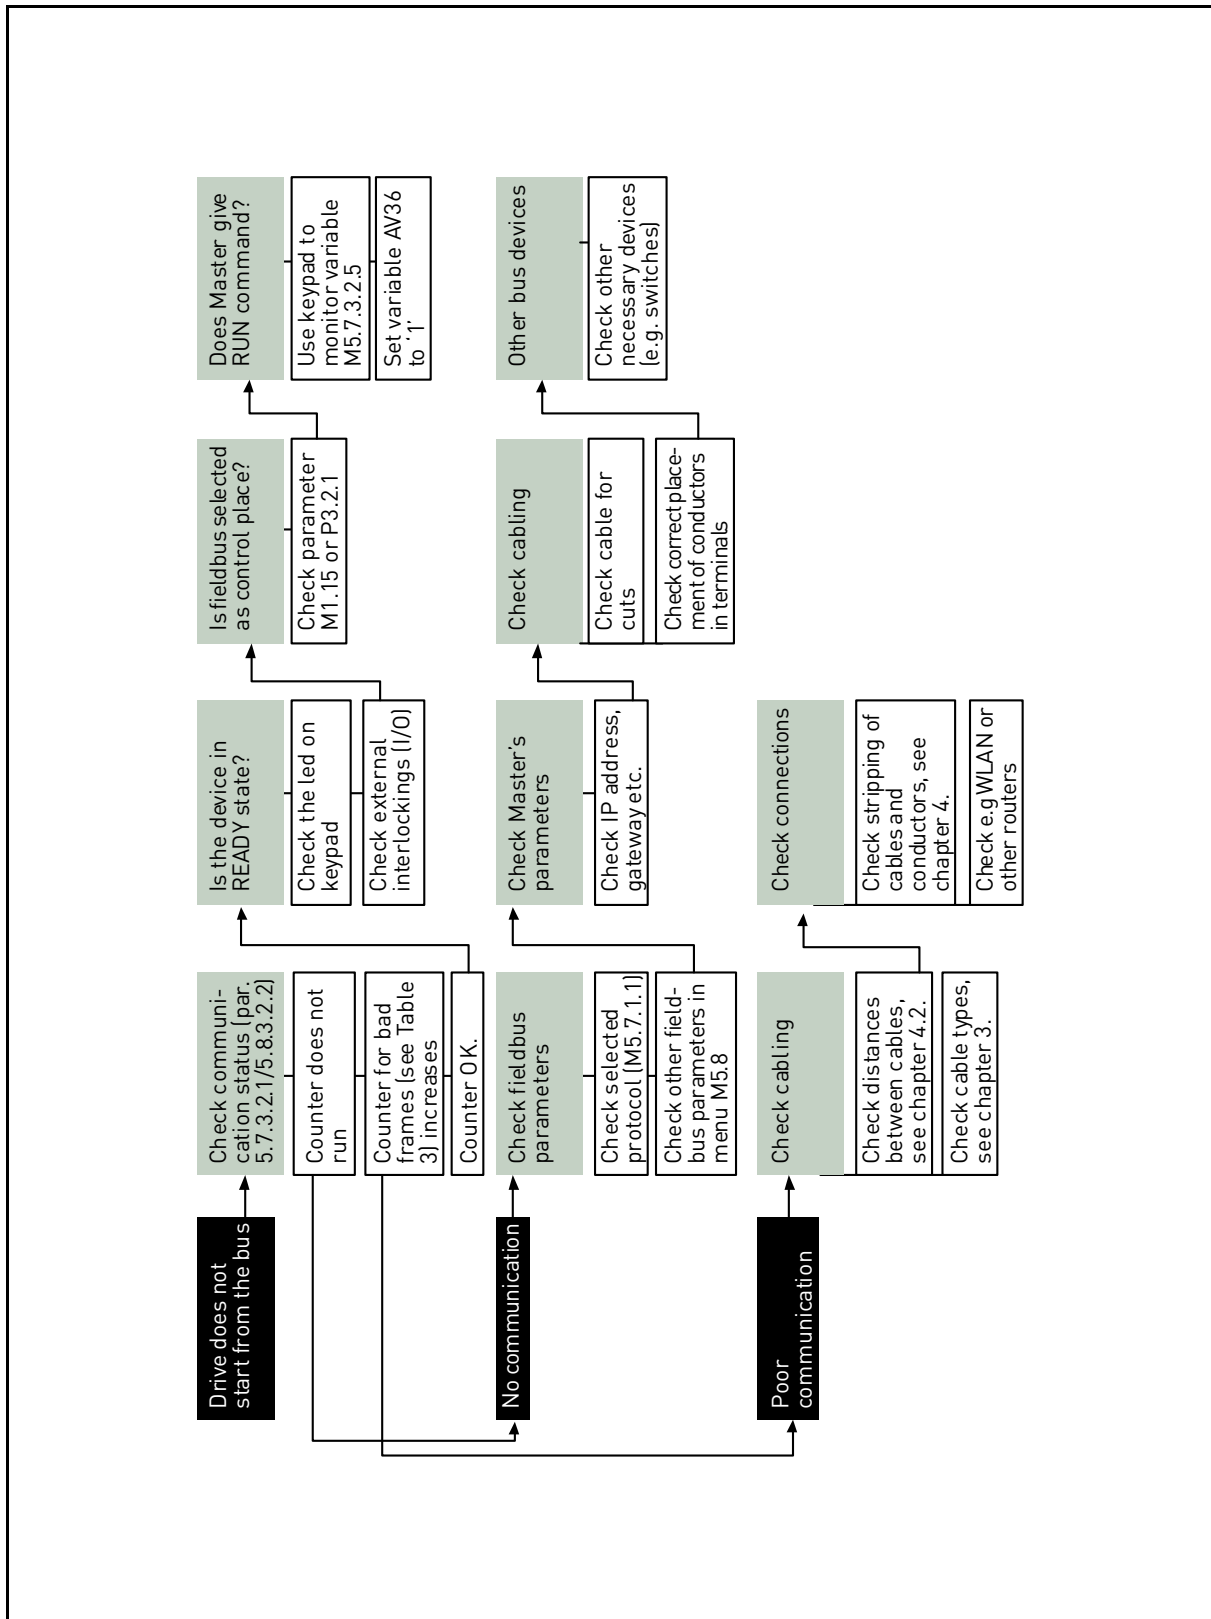 Drive does not
start from the bus
Check communi-
cation status (par.
5.7.3.2.1/5.8.3.2.2)
Counter does not
run
Counter for bad
frames (see Table
3) increases
Counter OK.
Is the device in
READY state?
Check the led on
keypad
Check external
interlockings (I/O)
Is fieldbus selected
as control place?
Check parameter
M1.15 or P3.2.1
Does Master give
RUN command?
Use keypad to
monitor variable
M5.7.3.2.5
Set variable AV36
to ‘1’
No communication
Check fieldbus
parameters
Check selected
protocol (M5.7.1.1)
Check other field-
bus parameters in
menu M5.8
Check Master’s
parameters
Check IP address,
gateway etc.
Check cabling
Check cable for
cuts
Check correct place-
ment of conductors
in terminals
Other bus devices
Check other
necessary devices
(e.g. switches)
Poor
communication
Check cabling
Check distances
between cables,
see chapter 4.2.
Check cable types,
see chapter 3.
Check connections
Check stripping of
cables and
conductors, see
chapter 4.
Check e.g WLAN or
other routers